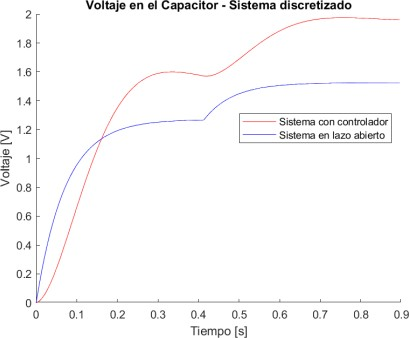 Voltaje en el Capacitor - Sistema discretizado
Voltaje [V]
2
1.8
1.6
1.4
1.2
1
0.8
0.6
0.4
0.2
0
Sistema con controlador
Sistema en lazo abierto
0 0.1 0.2 0.3 0.4 0.5 0.6 0.7 0.8 0.9
Tiempo [s]